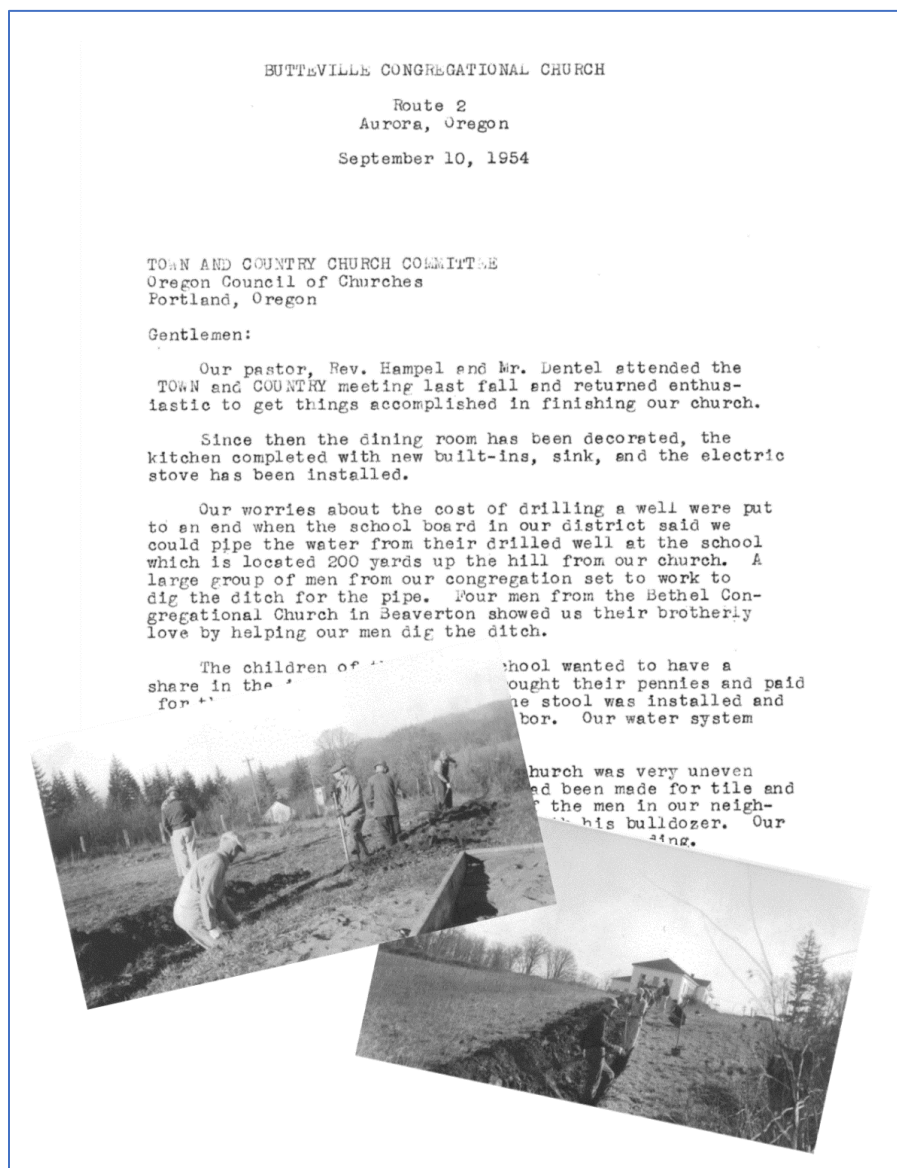 BUTTEVILLE CONGREGATIONAL CHURCH
Route 2
Aurora, Oregon
September 10, 1954
TOWN AND COUNTRY CHURCH COMMITTEE
Oregon Council of Churches
Portland, Oregon
Gentlemen:
Our pastor, Rev. Hampel and Mr. Dentel attended the
TOWN and COUNTRY meeting last fall and returned enthus-
iastic to get things accomplished in finishing our church.
Since then the dining room has been decorated, the
kitchen completed with new built-ins, sink, and the electric
stove has been installed.
Our worries about the cost of drilling a well were put
to an end when the school board in our district said we
could pipe the water from their drilled well at the school
which is located 200 yards up the hill from our church. A
large group of men from our congregation set to work to
dig the ditch for the pipe. Four men from the Bethel Con-
gregational Church in Beaverton showed us their brotherly
love by helping our men dig the ditch.
The children of chool wanted to have a
share in the ought their pennies and paid
for he stool was installed and
bor. Our water system
hurch was very uneven
ad been made for tile and
f the men in our neigh-
his bulldozer. Our
ding.